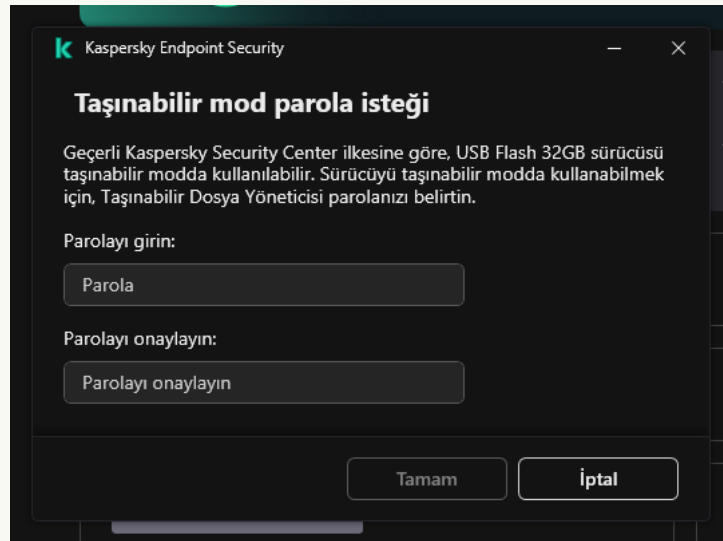 Kaspersky Endpoint Security
Taşınabilir mod parola isteği
Geçerli Kaspersky Security Center ilkesine göre, USB Flash 32GB sürücüsü
taşınabilir modda kullanılabilir. Sürücüyü taşınabilir modda kullanabilmek
için, Taşınabilir Dosya Yöneticisi parolanızı belirtin.
Parolayı girin:
Parola
Parolayı onaylayın:
Parolayı onaylayın
Tamam
İptal